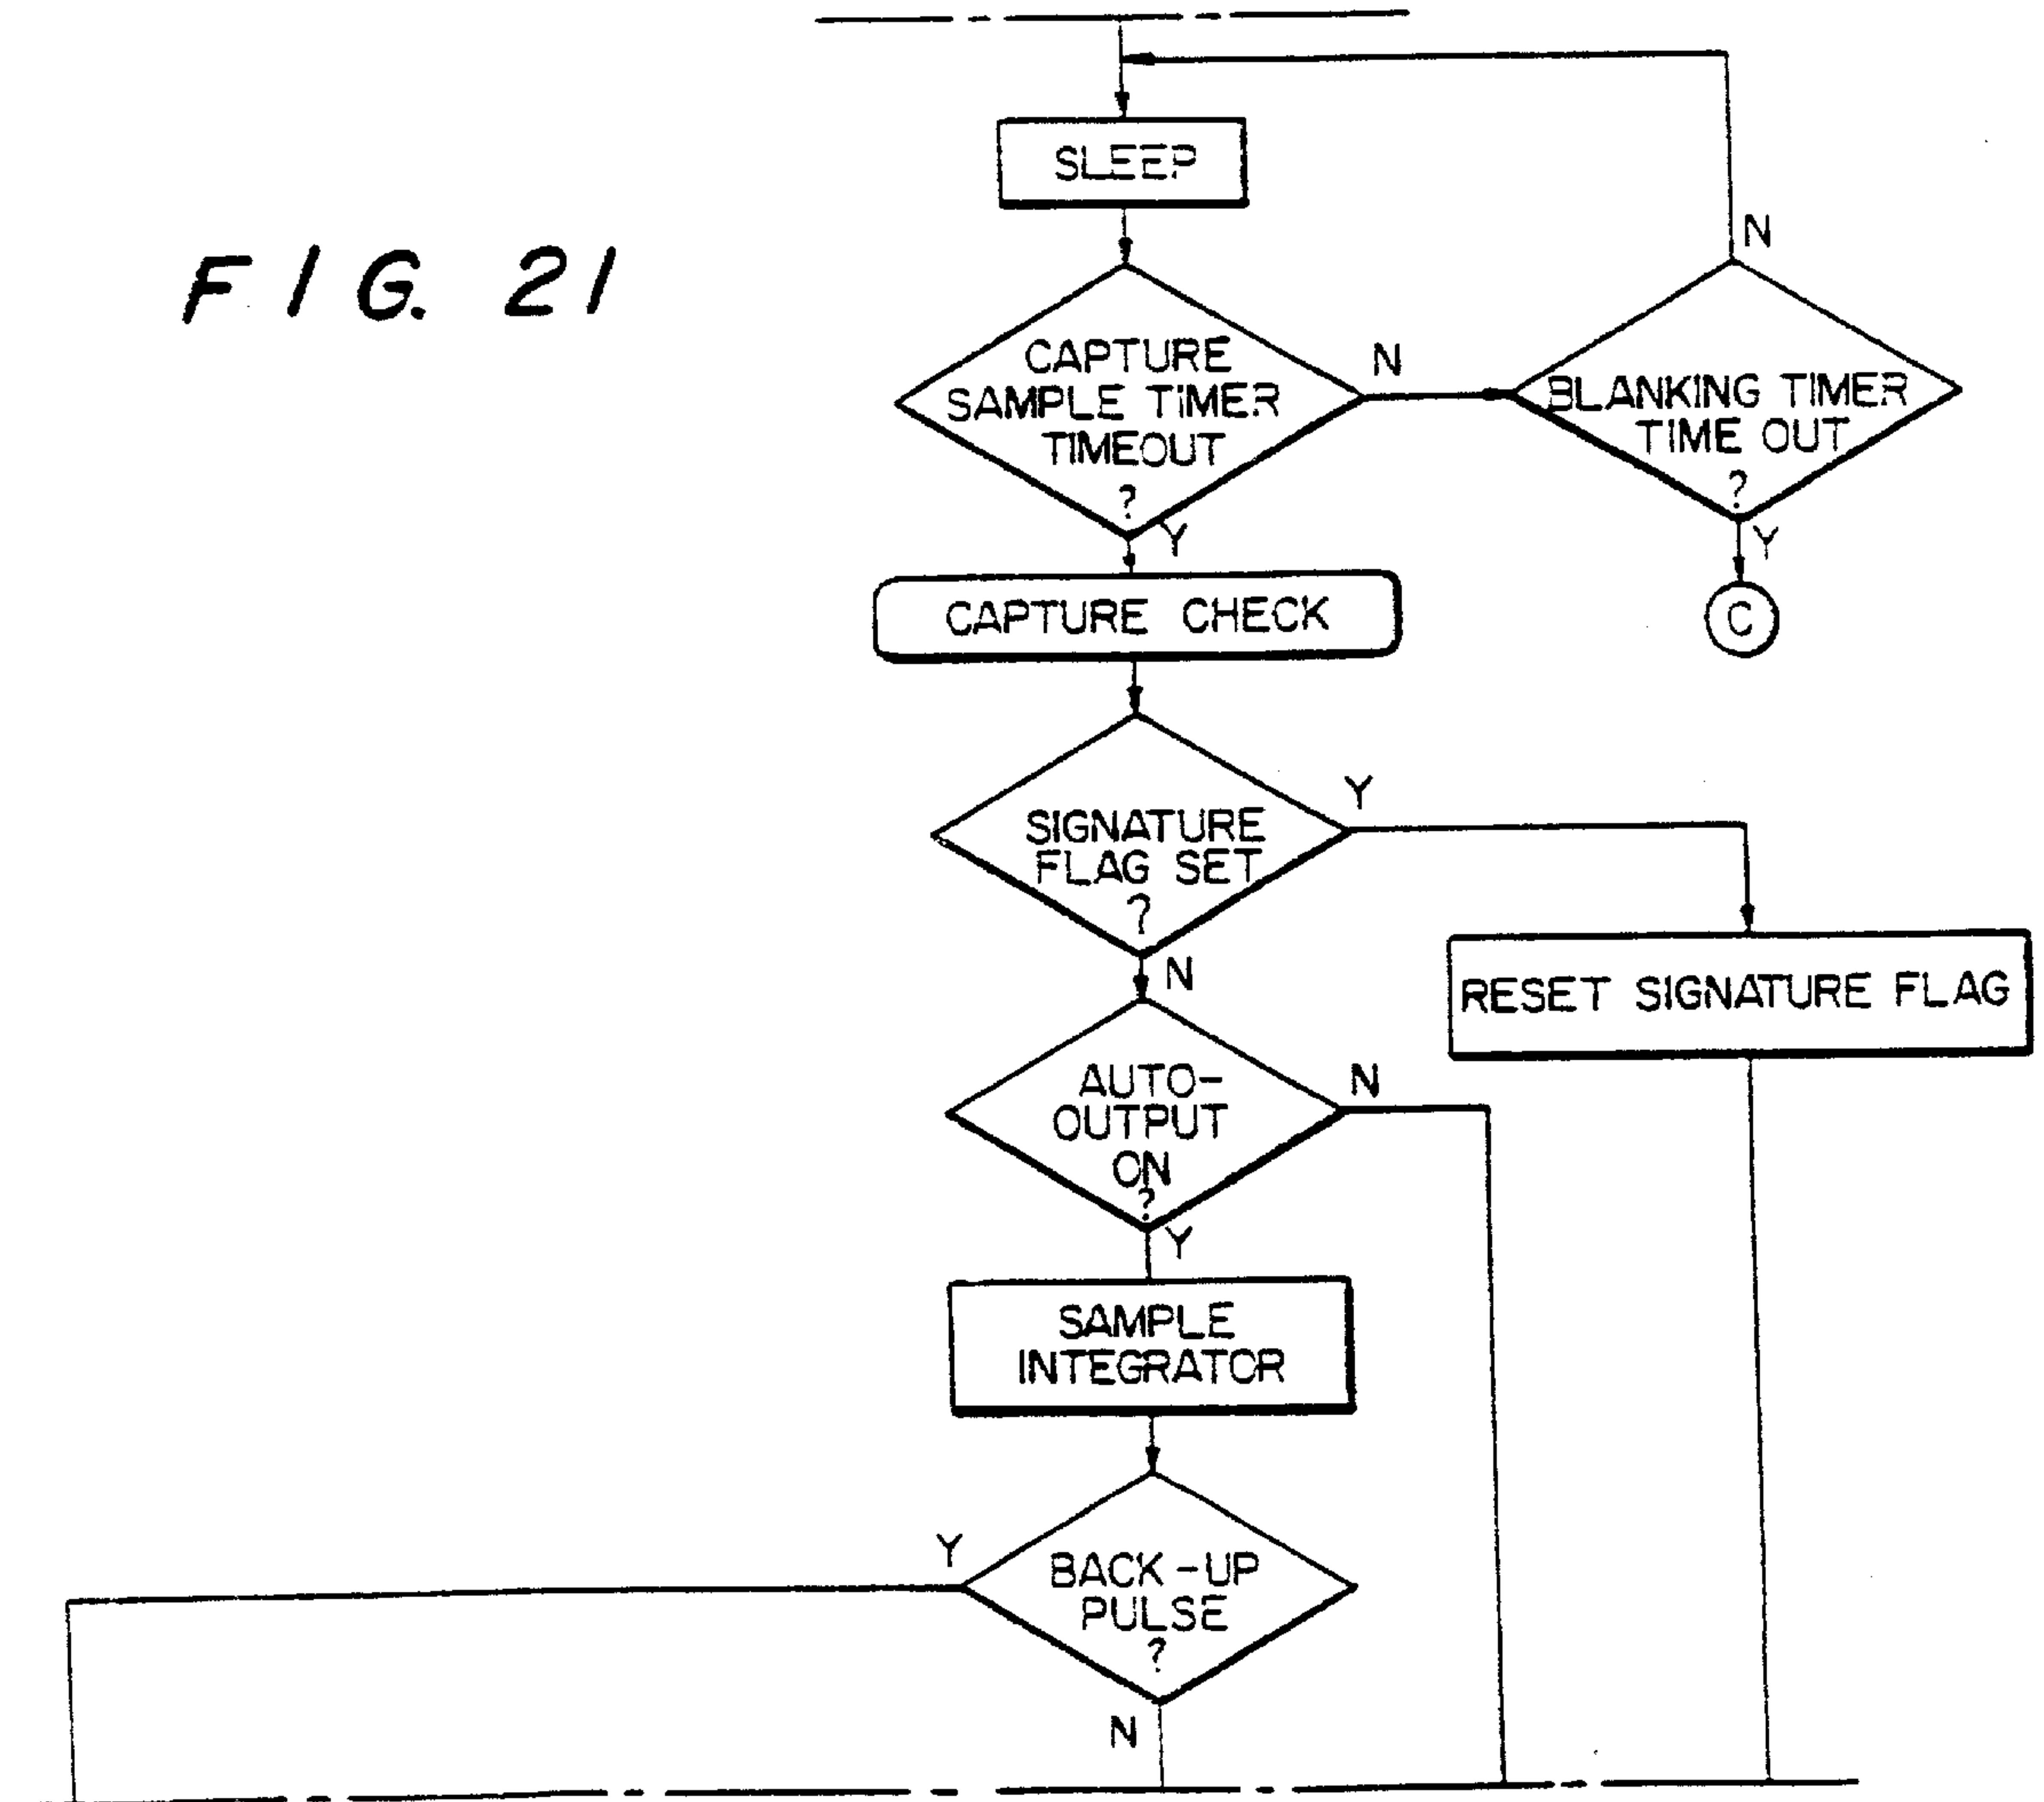 FIG. 21
SLEEP
N
CAPTURE
SAMPLE TIMER
TIMEOUT
?
N
BLANKING TIMER
TIME OUT
?
Y
Y
CAPTURE CHECK
C
SIGNATURE
FLAG SET
?
Y
N
RESET SIGNATURE FLAG
AUTO-
OUTPUT
ON
?
N
Y
SAMPLE
INTEGRATOR
Y
BACK-UP
PULSE
?
N